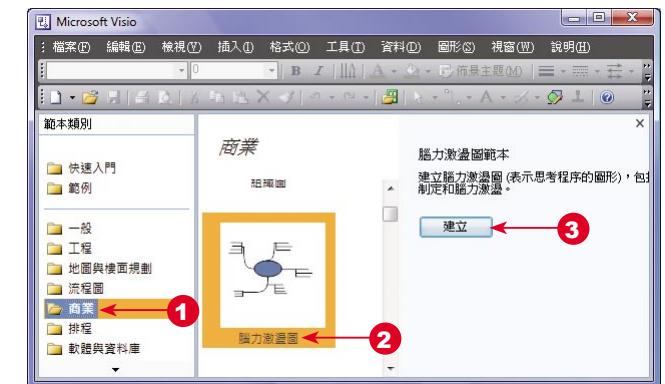 Microsoft Visio
檔案(F) 編輯(E) 檢視(V) 插入(I) 格式(O) 工具(T) 資料(D) 圖形(S) 視窗(W) 說明(H)
0 B I A 佈景主題(M)
範本類別
快速入門
範例
一般
工程
地圖與樓面規劃
流程圖
商業 1
排程
軟體與資料庫
商業
組織圖
腦力激盪圖 2
腦力激盪圖範本
建立腦力激盪圖 (表示思考程序的圖形)，包括
制定和腦力激盪。
建立 3